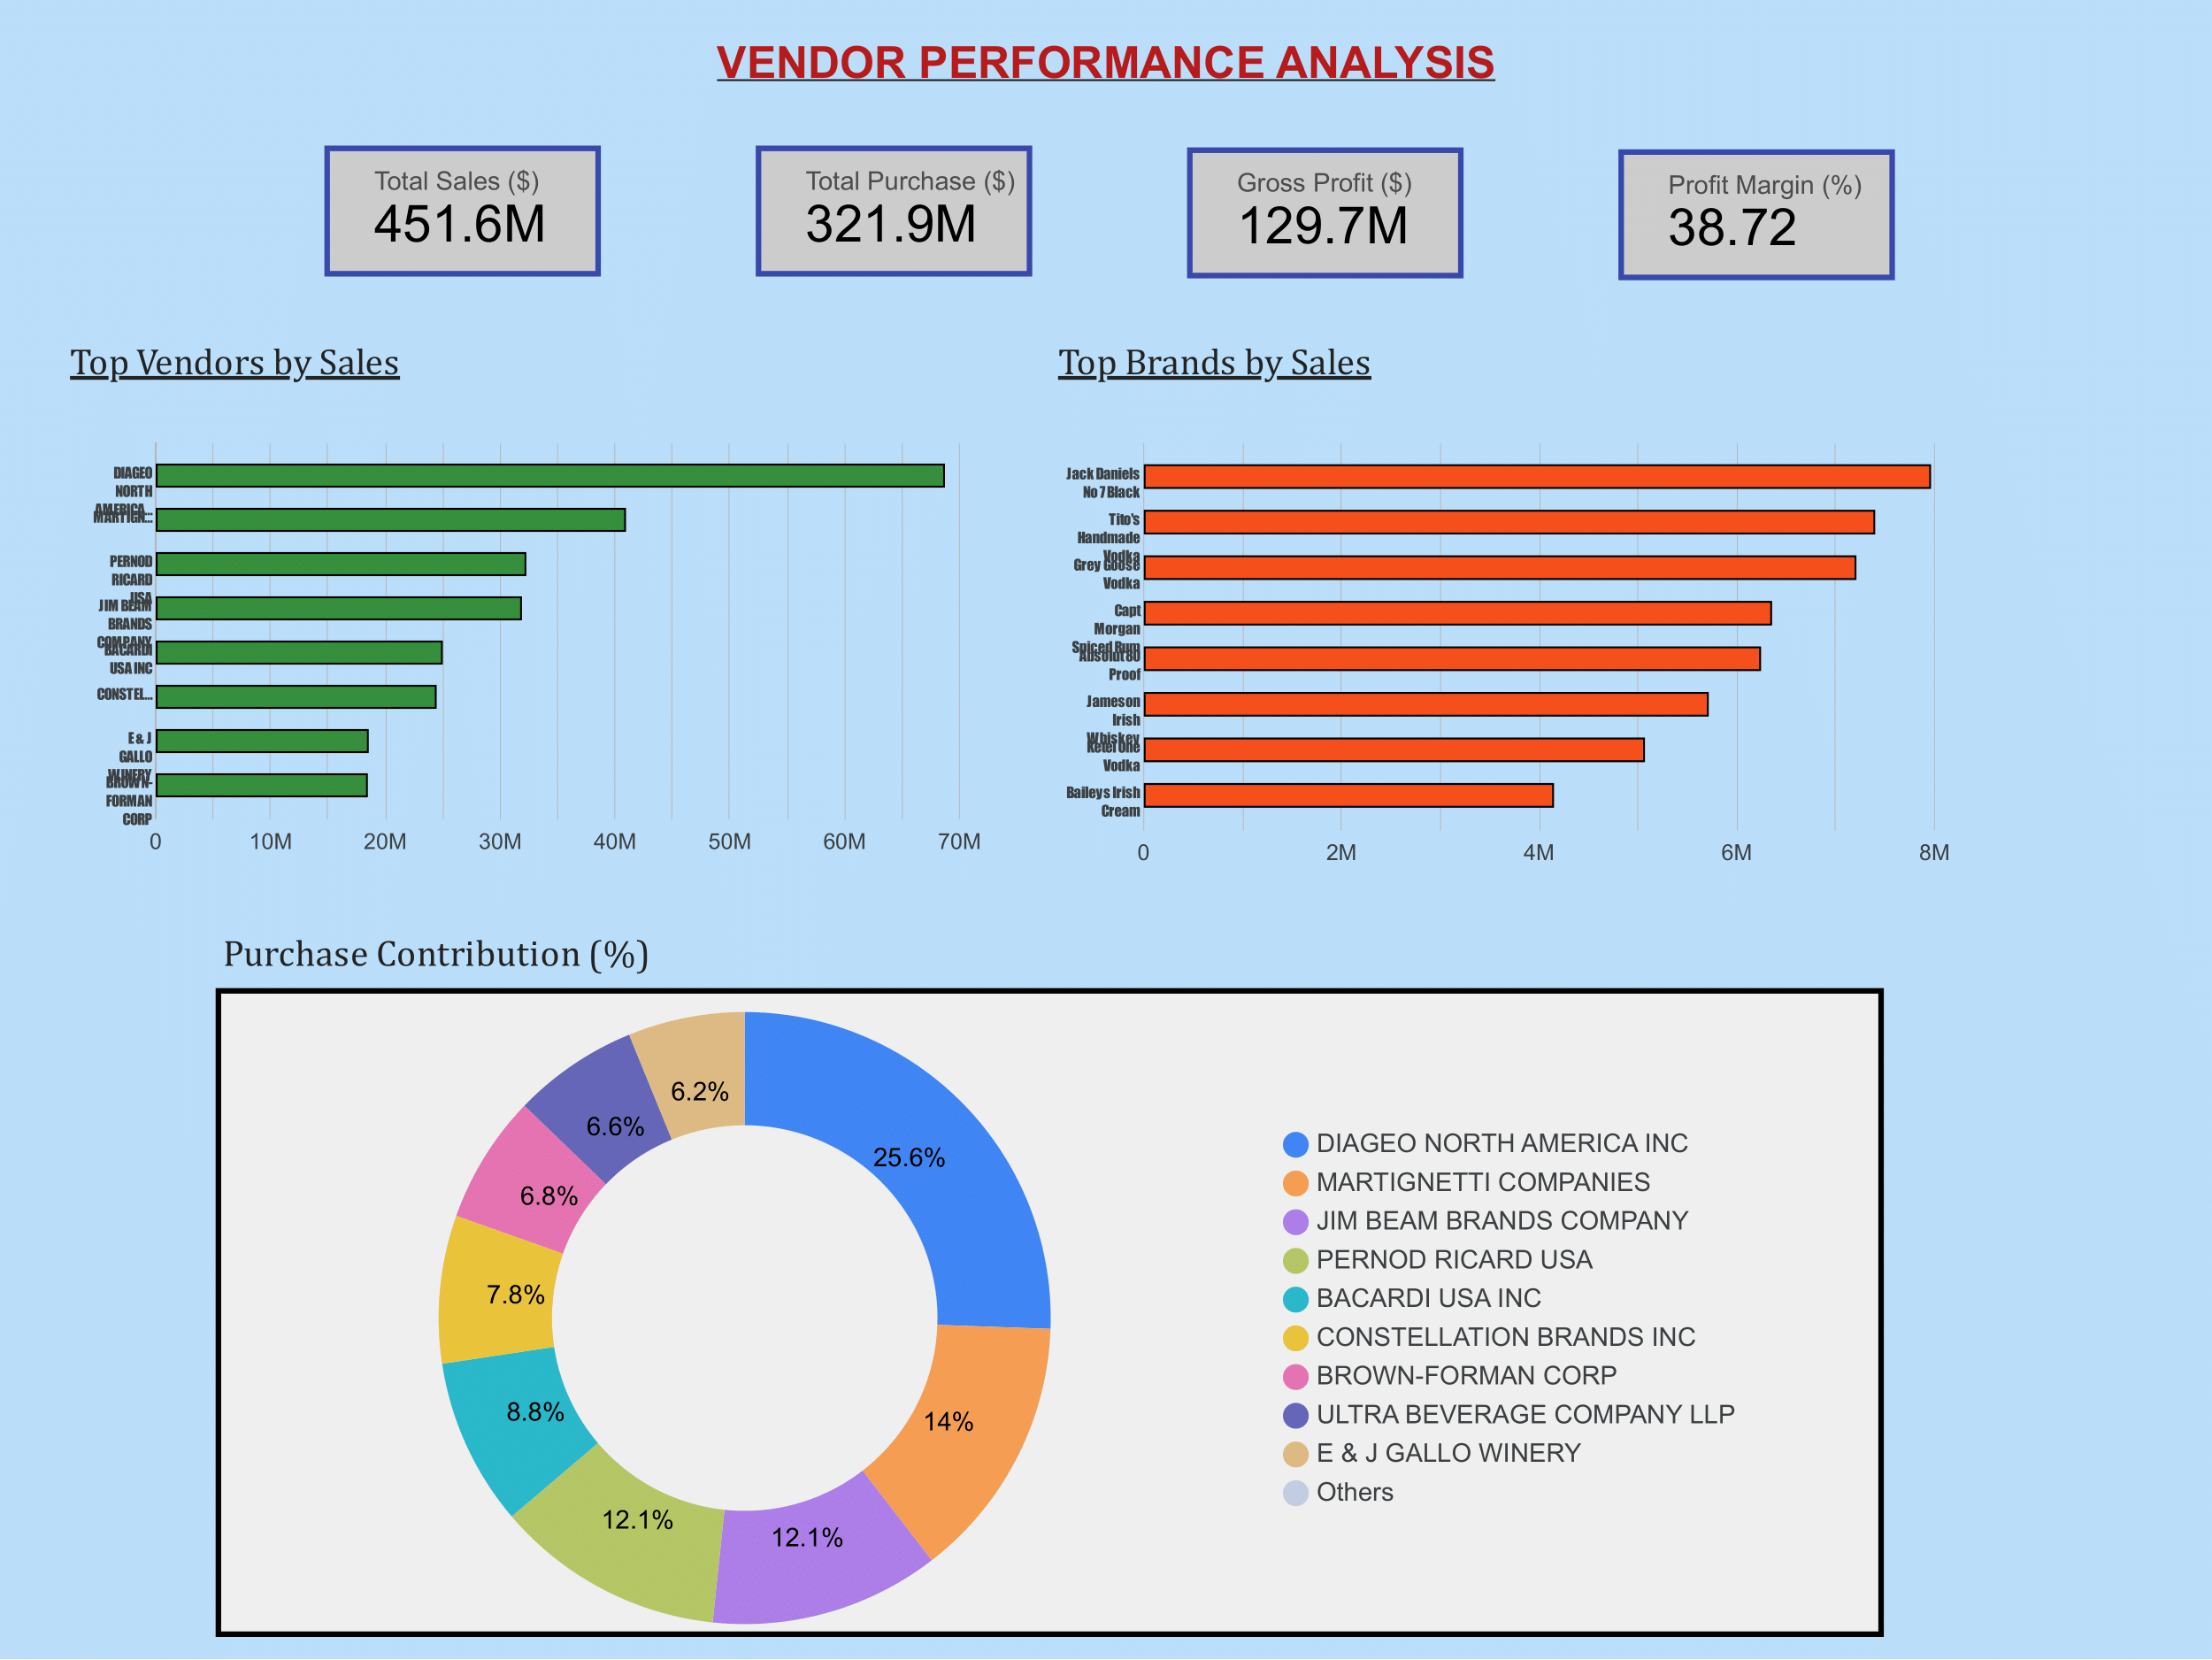 VENDOR PERFORMANCE ANALYSIS
Total Sales ($)
451.6M
Total Purchase ($)
321.9M
Gross Profit ($)
129.7M
Profit Margin (%)
38.72
Top Vendors by Sales
DIAGEO
NORTH
AMERICA...
MARTIGN...
PERNOD
RICARD
USA
JIM BEAM
BRANDS
COMPANY
BACARDI
USA INC
CONSTEL...
E & J
GALLO
WINERY
BROWN-
FORMAN
CORP
0
10M
20M
30M
40M
50M
60M
70M
Top Brands by Sales
Jack Daniels
No 7 Black
Tito's
Handmade
Vodka
Grey Goose
Vodka
Capt
Morgan
Spiced Rum
Absolut 80
Proof
Jameson
Irish
Whiskey
Ketel One
Vodka
Baileys Irish
Cream
0
2M
4M
6M
8M
Purchase Contribution (%)
6.2%
6.6%
25.6%
6.8%
7.8%
8.8%
14%
12.1%
12.1%
DIAGEO NORTH AMERICA INC
MARTIGNETTI COMPANIES
JIM BEAM BRANDS COMPANY
PERNOD RICARD USA
BACARDI USA INC
CONSTELLATION BRANDS INC
BROWN-FORMAN CORP
ULTRA BEVERAGE COMPANY LLP
E & J GALLO WINERY
Others